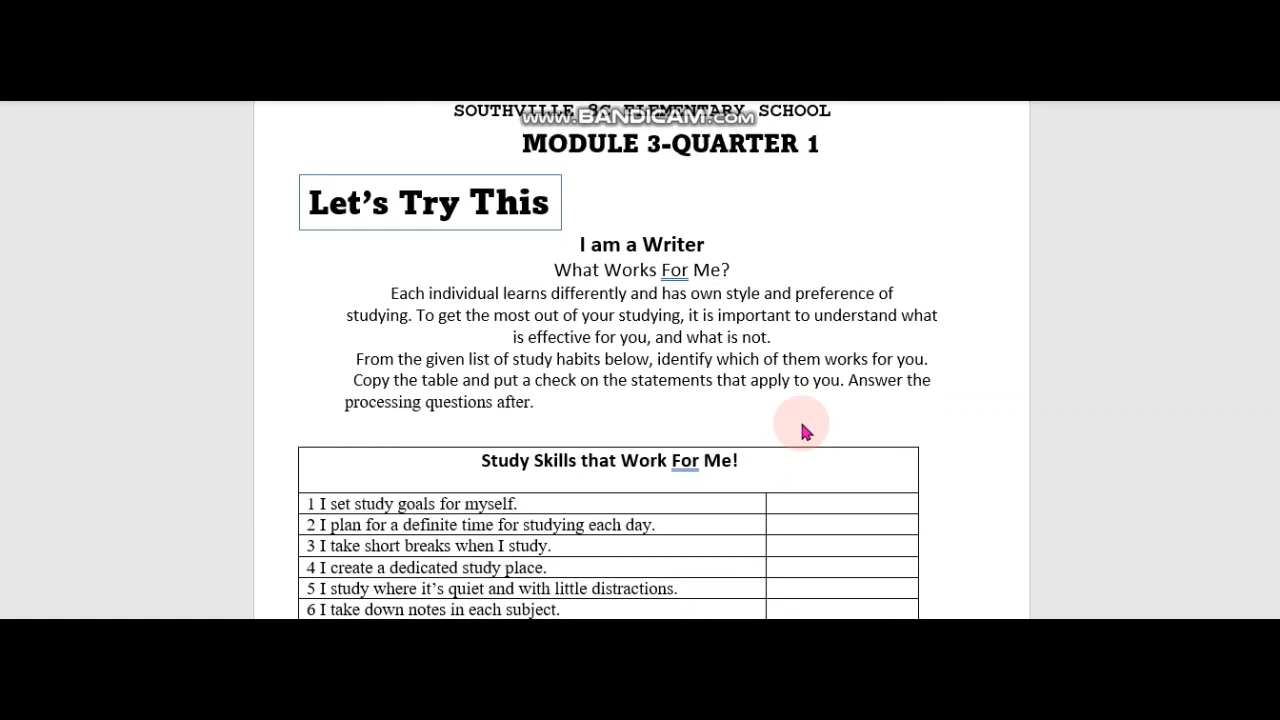 SOUTHVILLE 8C ELEMENTARY SCHOOL
WWW.BANDICAM.COM
MODULE 3-QUARTER 1
Let's Try This
I am a Writer
What Works For Me?
Each individual learns differently and has own style and preference of
studying. To get the most out of your studying, it is important to understand what
is effective for you, and what is not.
From the given list of study habits below, identify which of them works for you.
Copy the table and put a check on the statements that apply to you. Answer the
processing questions after.
Study Skills that Work For Me!
1 I set study goals for myself.
2 I plan for a definite time for studying each day.
3 I take short breaks when I study.
4 I create a dedicated study place.
5 I study where it's quiet and with little distractions.
6 I take down notes in each subject.